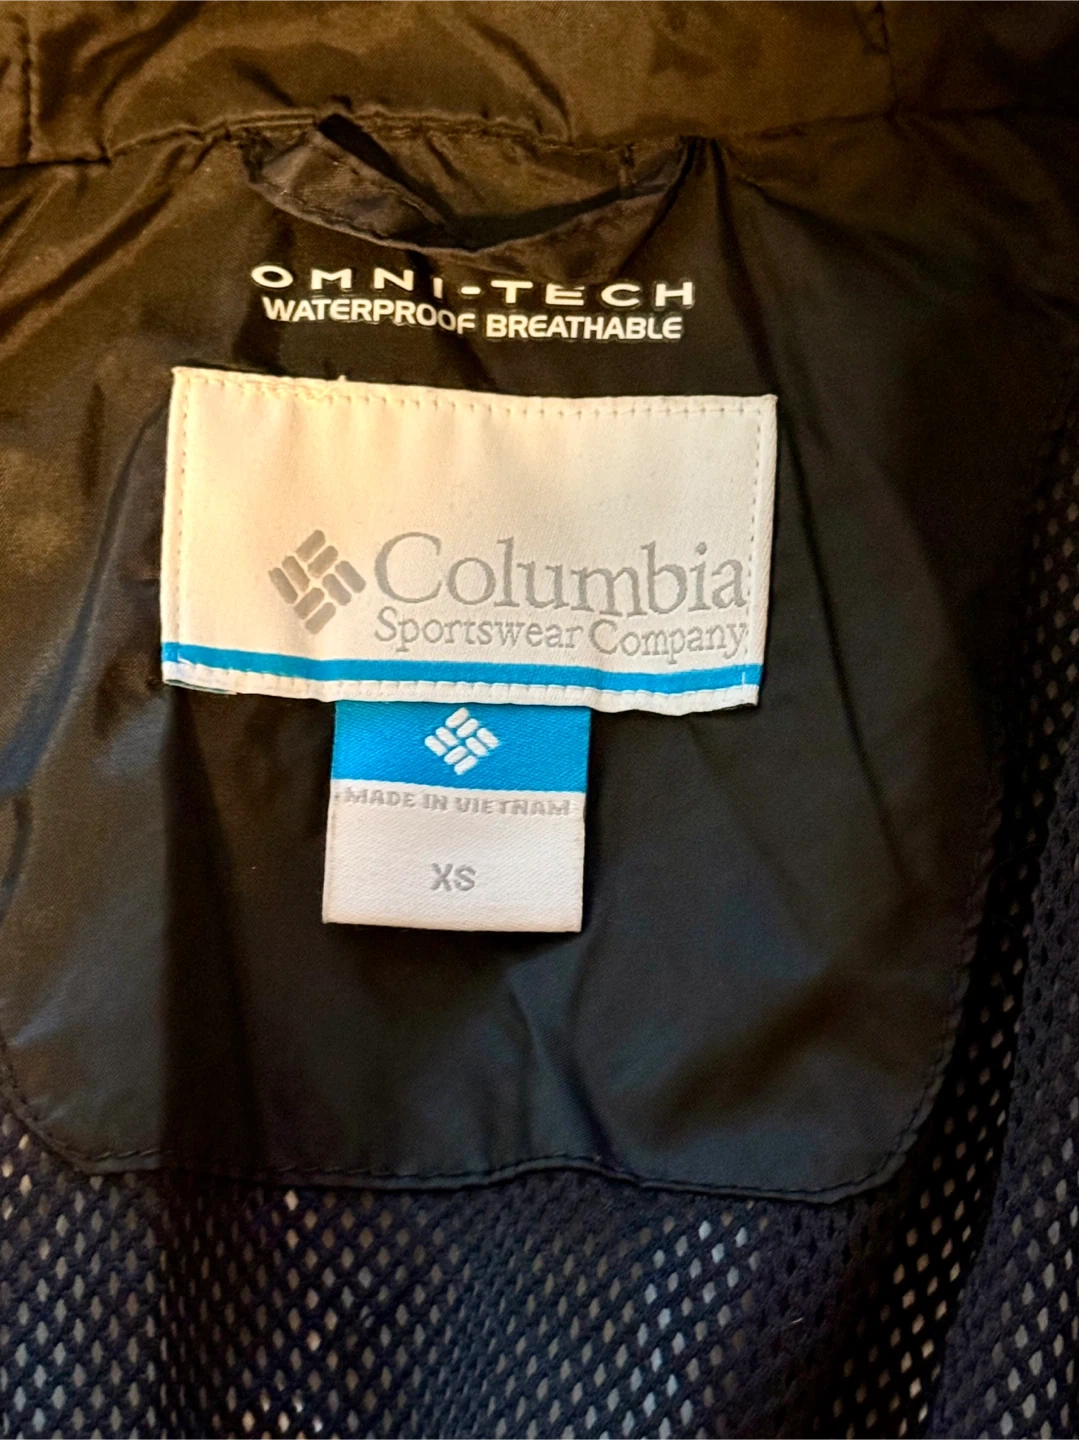 OMNI-TECH
WATERPROOF BREATHABLE
Columbia
Sportswear Company
MADE IN VIETNAM
XS